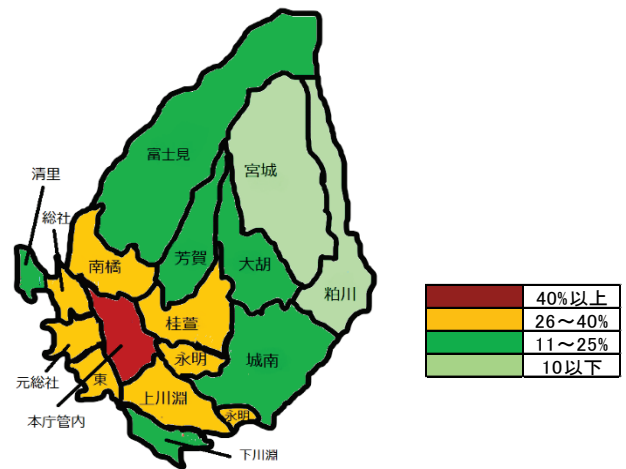 富士見
宮城
清里
総社
南橘
芳賀
大胡
粕川
桂萱
永明
城南
元総社
東
上川淵
永明
本庁管内
下川淵
40%以上
26～40%
11～25%
10以下